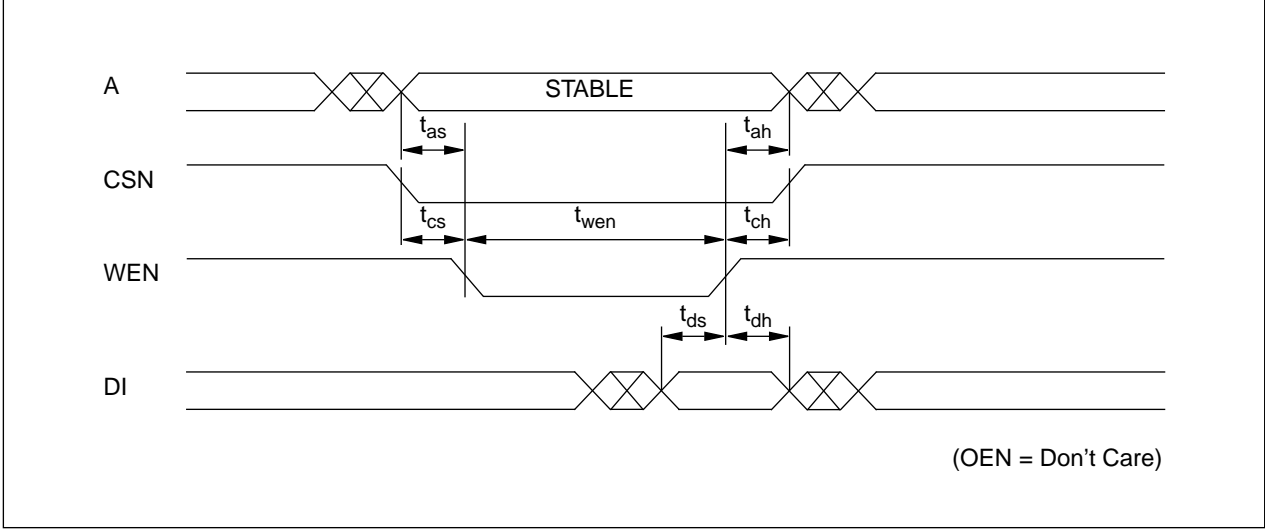 A
STABLE
tas
tah
CSN
tcs
twen
tch
WEN
tds
tdh
DI
(OEN = Don't Care)